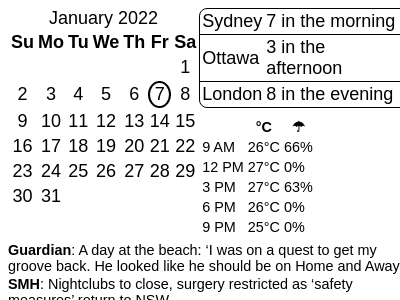 January 2022
Su Mo Tu We Th Fr Sa
1
2 3 4 5 6 7 8
9 10 11 12 13 14 15
16 17 18 19 20 21 22
23 24 25 26 27 28 29
30 31
Sydney 7 in the morning
Ottawa 3 in the
afternoon
London 8 in the evening
°C ☂
9 AM 26°C 66%
12 PM 27°C 0%
3 PM 27°C 63%
6 PM 26°C 0%
9 PM 25°C 0%
Guardian: A day at the beach: ‘I was on a quest to get my
groove back. He looked like he should be on Home and Away
SMH: Nightclubs to close, surgery restricted as ‘safety
measures’ return to NSW